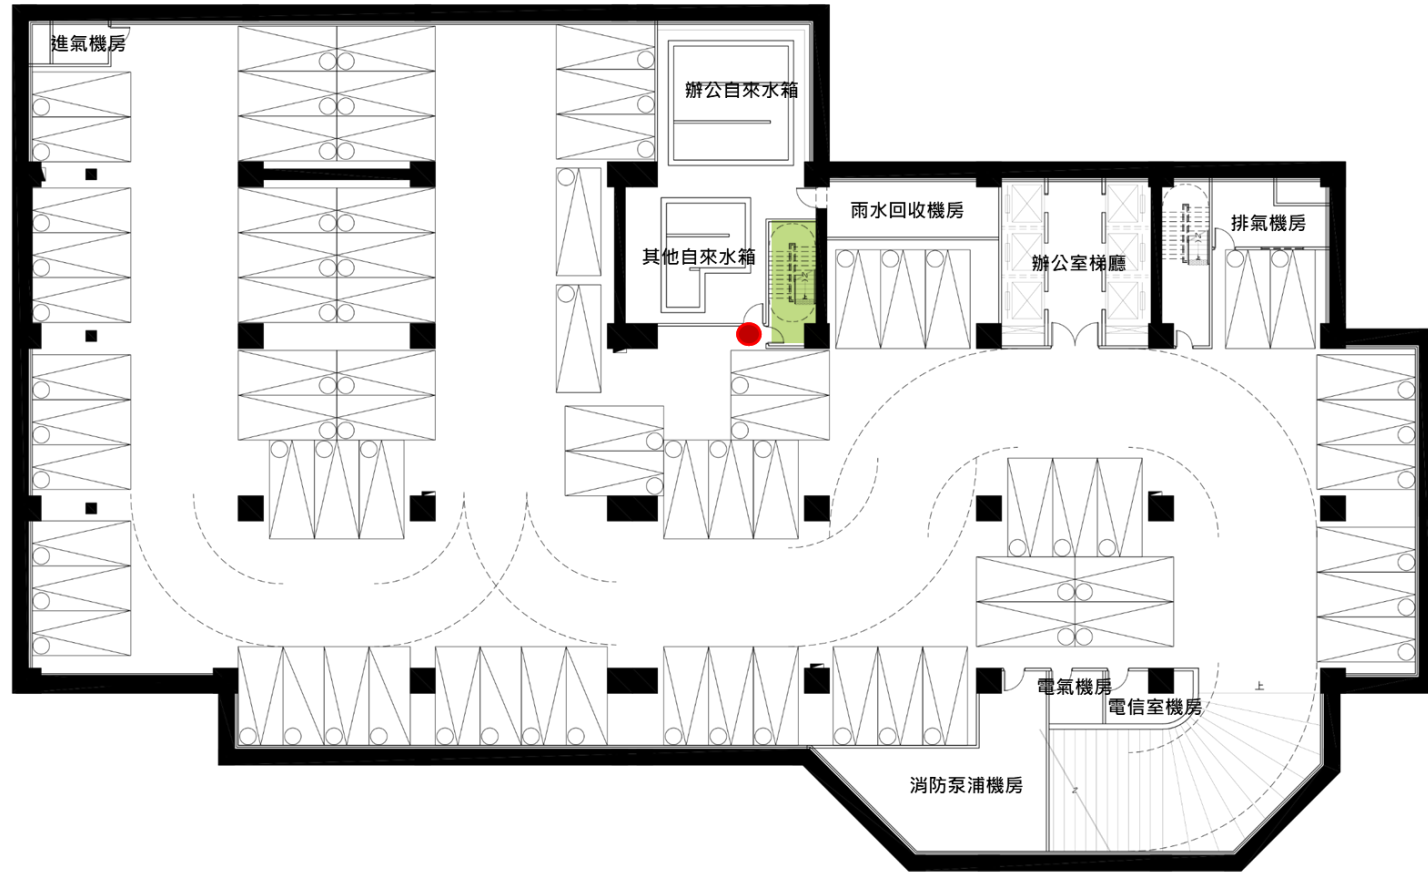 進氣機房
辦公自來水箱
雨水回收機房
排氣機房
其他自來水箱
辦公室梯廳
上
上
電氣機房
上
電信室機房
消防泵浦機房